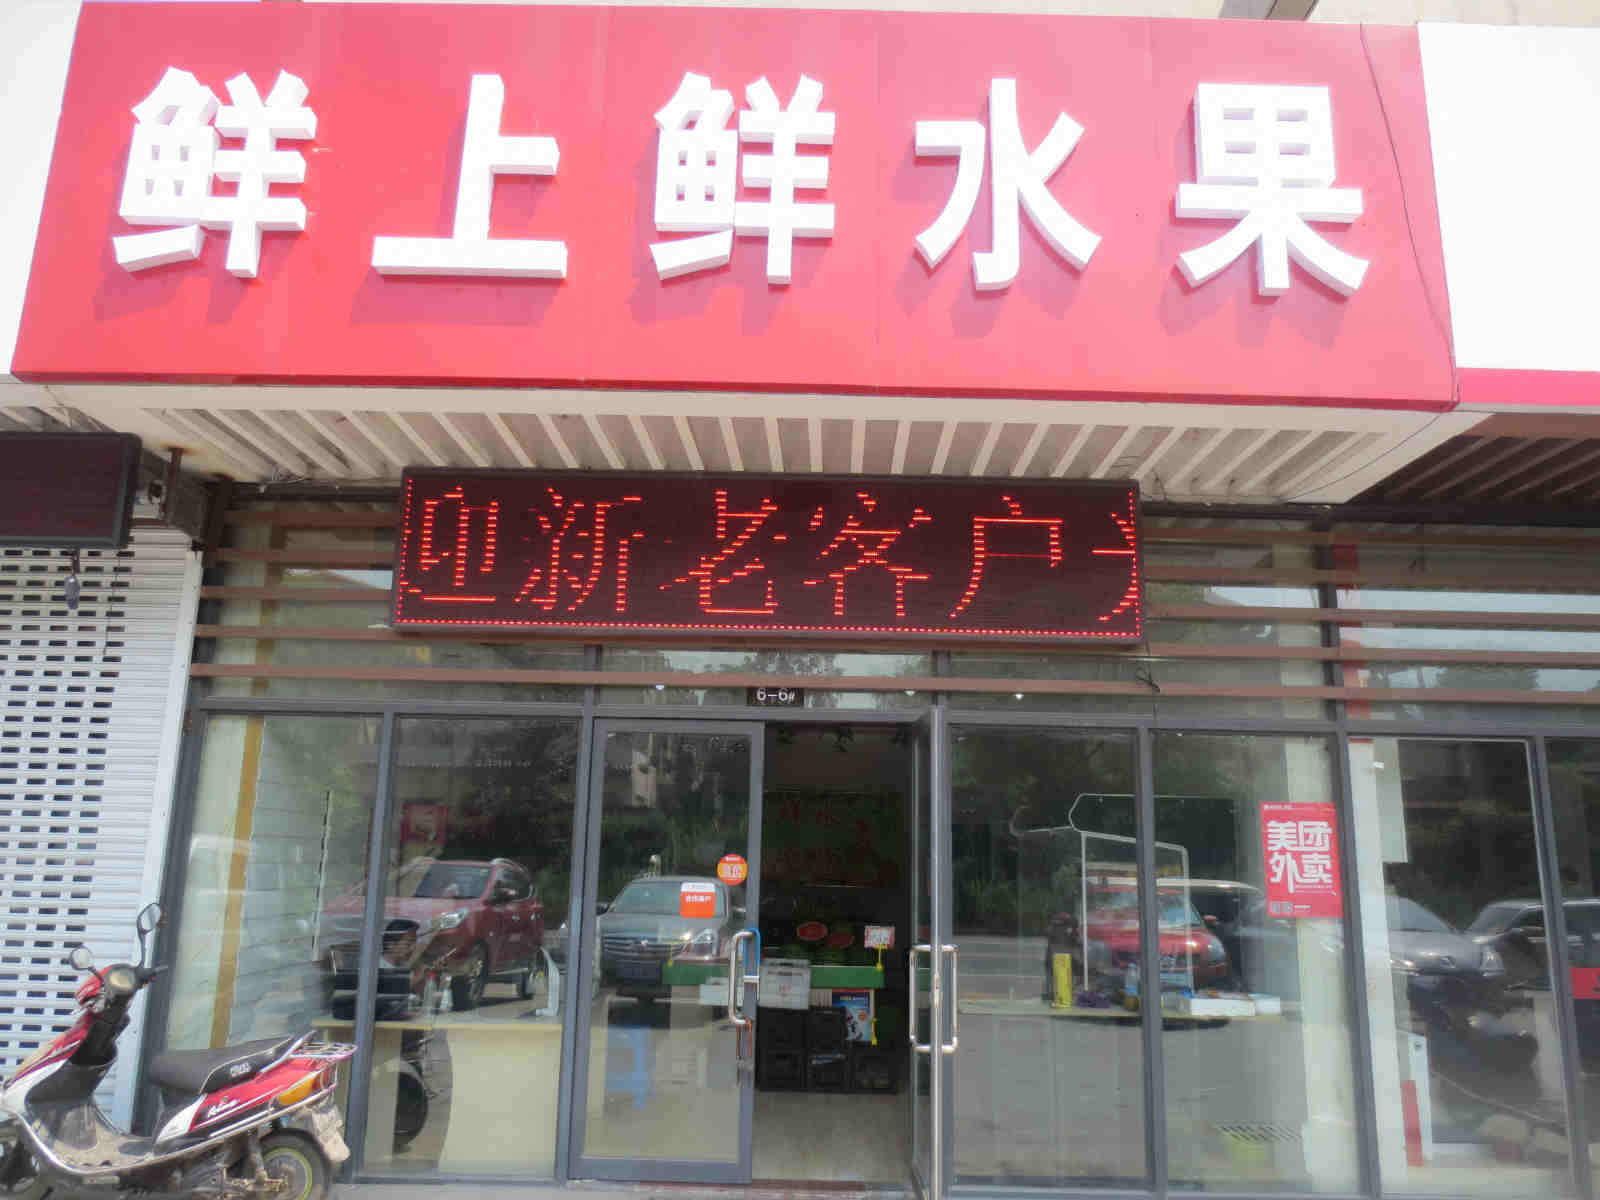 鲜上鲜水果
迎新老客户
6-6#
美团
外卖